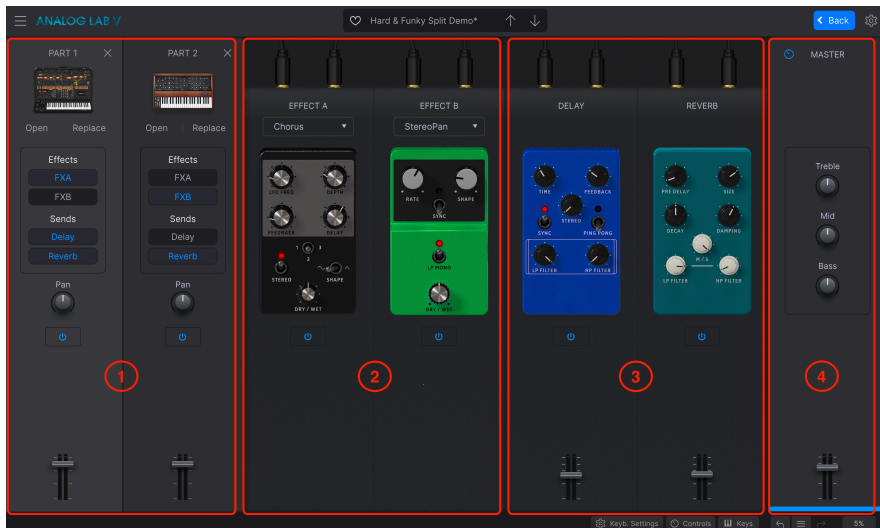 ANALOG LAB V
Hard & Funky Split Demo*
Back
PART 1
PART 2
Open Replace
Open Replace
Effects
FXA
FXB
Sends
Delay
Reverb
Pan
Effects
FXA
FXB
Sends
Delay
Reverb
Pan
1
EFFECT A
Chorus
LFO FREQ DEPTH
FEEDBACK DELAY
1 2 3
STEREO SHAPE
DRY / WET
EFFECT B
StereoPan
RATE SHAPE
SYNC
LP MONO
DRY / WET
2
DELAY
TIME FEEDBACK
STEREO
SYNC PING PONG
LP FILTER HP FILTER
REVERB
PRE DELAY SIZE
DECAY DAMPING
M / S
LP FILTER HP FILTER
3
MASTER
Treble
Mid
Bass
4
Keyb. Settings Controls Keys
5%